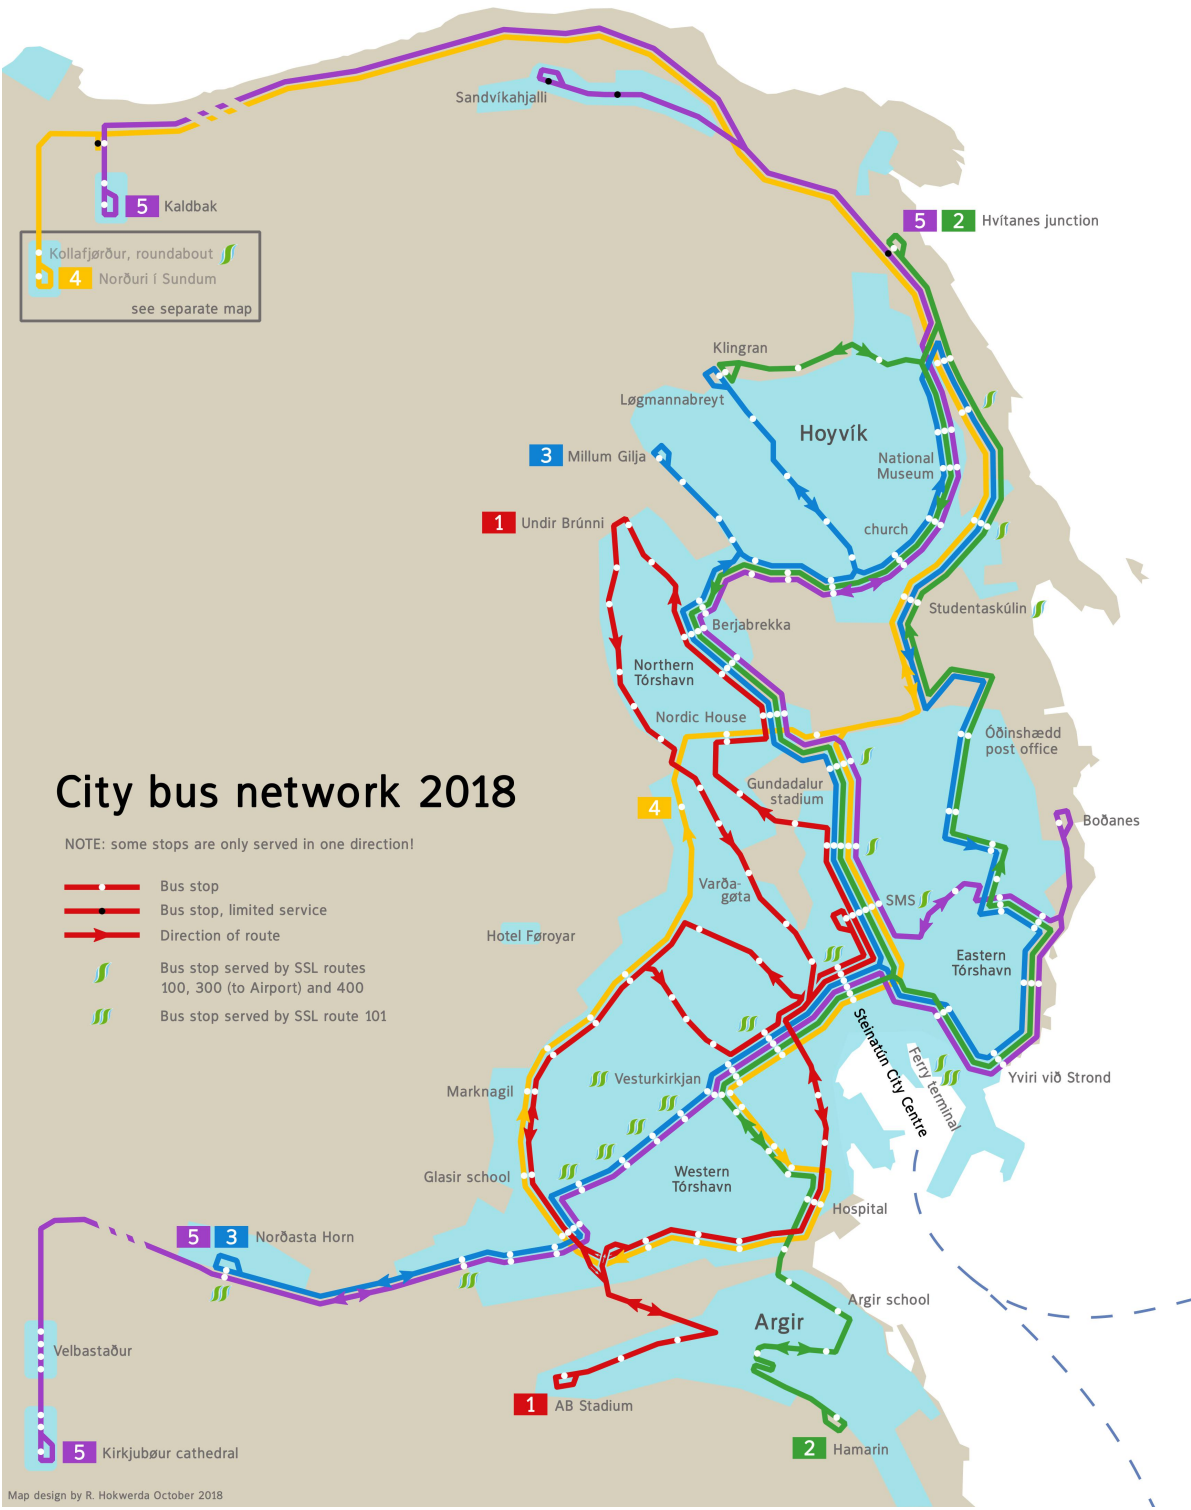 Sandvíkahjalli
5 Kaldbak
5 2 Hvítanes junction
Kollafjørður, roundabout
4 Norðuri í Sundum
see separate map
Klingran
Løgmannabreyt
Hoyvík
3 Millum Gilja
National
Museum
1 Undir Brúnni
church
Studentaskúlin
Berjabrekka
Northern
Tórshavn
Nordic House
Óðinshædd
post office
Gundadalur
stadium
City bus network 2018
4
Boðanes
NOTE: some stops are only served in one direction!
Bus stop
Bus stop, limited service
Direction of route
Bus stop served by SSL routes
100, 300 (to Airport) and 400
Bus stop served by SSL route 101
Varða-
gøta
SMS
Hotel Føroyar
Eastern
Tórshavn
Steinatún City Centre
Ferry terminal
Yviri við Strond
Vesturkirkjan
Marknagil
Glasir school
Western
Tórshavn
Hospital
5 3 Norðasta Horn
Argir school
Argir
Velbastaður
1 AB Stadium
2 Hamarin
5 Kirkjubøur cathedral
Map design by R. Hokwerda October 2018